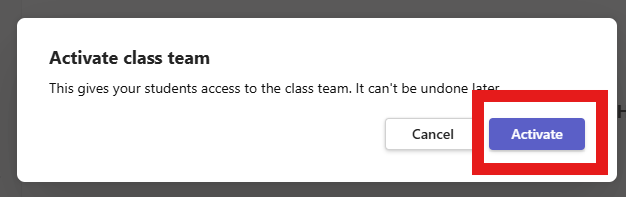 Activate class team
This gives your students access to the class team. It can't be undone later.
Cancel
Activate